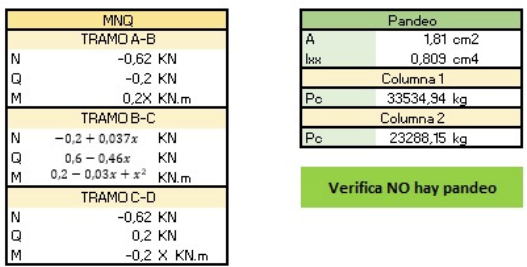 MNQ
TRAMO A-B
N -0,62 KN
Q -0,2 KN
M 0,2X KN.m
TRAMO B-C
N −0,2 + 0,037x KN
Q 0,6 − 0,46x KN
M 0,2 − 0,03x + x² KN.m
TRAMO C-D
N -0,62 KN
Q 0,2 KN
M -0,2 X KN.m
Pandeo
A 1,81 cm2
Ixx 0,809 cm4
Columna 1
Pc 33534,94 kg
Columna 2
Pc 23288,15 kg
Verifica NO hay pandeo